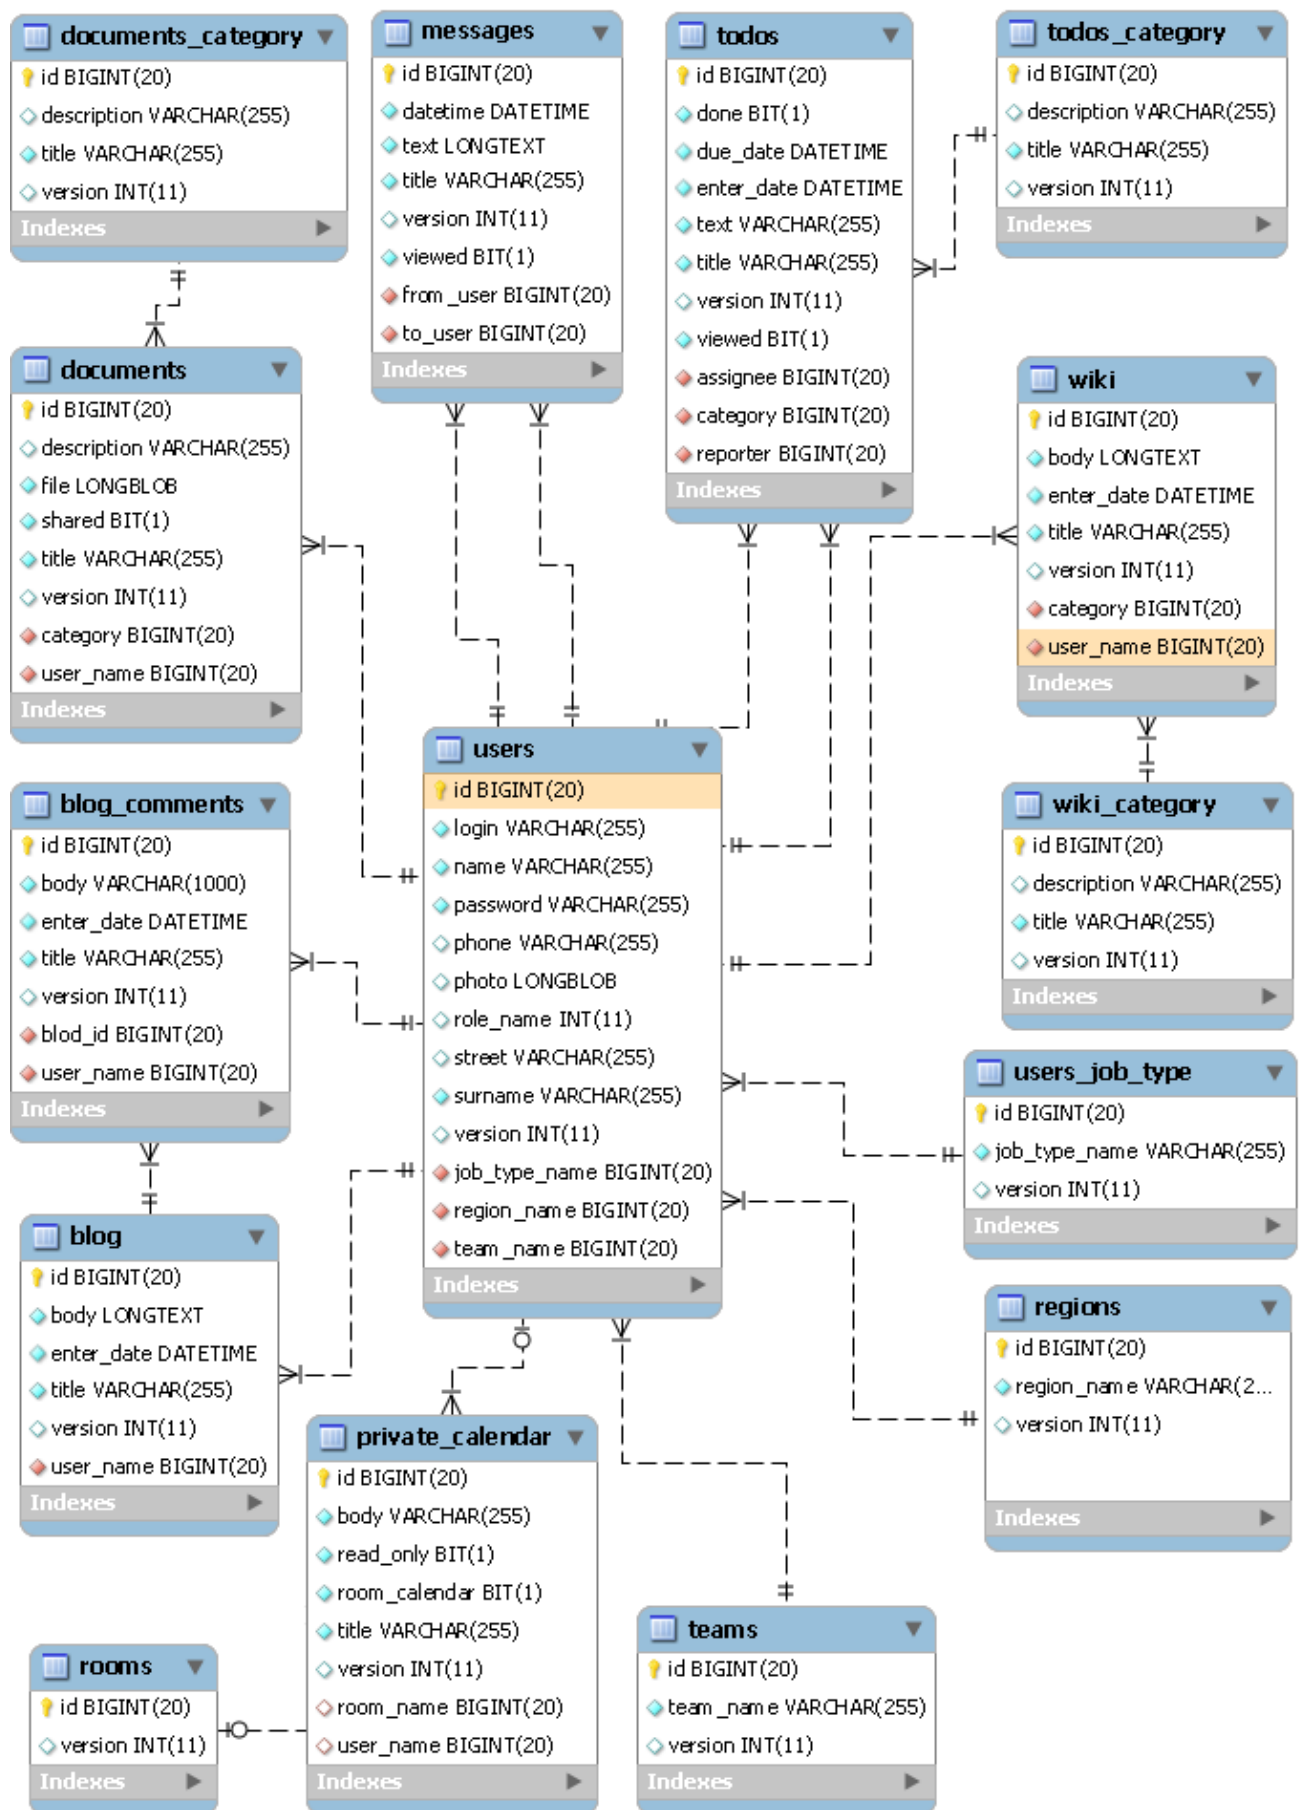 documents_category
id BIGINT(20)
description VARCHAR(255)
title VARCHAR(255)
version INT(11)
Indexes
messages
id BIGINT(20)
datetime DATETIME
text LONGTEXT
title VARCHAR(255)
version INT(11)
viewed BIT(1)
from_user BIGINT(20)
to_user BIGINT(20)
Indexes
todos
id BIGINT(20)
done BIT(1)
due_date DATETIME
enter_date DATETIME
text VARCHAR(255)
title VARCHAR(255)
version INT(11)
viewed BIT(1)
assignee BIGINT(20)
category BIGINT(20)
reporter BIGINT(20)
Indexes
todos_category
id BIGINT(20)
description VARCHAR(255)
title VARCHAR(255)
version INT(11)
Indexes
documents
id BIGINT(20)
description VARCHAR(255)
file LONGBLOB
shared BIT(1)
title VARCHAR(255)
version INT(11)
category BIGINT(20)
user_name BIGINT(20)
Indexes
wiki
id BIGINT(20)
body LONGTEXT
enter_date DATETIME
title VARCHAR(255)
version INT(11)
category BIGINT(20)
user_name BIGINT(20)
Indexes
users
id BIGINT(20)
login VARCHAR(255)
name VARCHAR(255)
password VARCHAR(255)
phone VARCHAR(255)
photo LONGBLOB
role_name INT(11)
street VARCHAR(255)
surname VARCHAR(255)
version INT(11)
job_type_name BIGINT(20)
region_name BIGINT(20)
team_name BIGINT(20)
Indexes
blog_comments
id BIGINT(20)
body VARCHAR(1000)
enter_date DATETIME
title VARCHAR(255)
version INT(11)
blod_id BIGINT(20)
user_name BIGINT(20)
Indexes
wiki_category
id BIGINT(20)
description VARCHAR(255)
title VARCHAR(255)
version INT(11)
Indexes
users_job_type
id BIGINT(20)
job_type_name VARCHAR(255)
version INT(11)
Indexes
blog
id BIGINT(20)
body LONGTEXT
enter_date DATETIME
title VARCHAR(255)
version INT(11)
user_name BIGINT(20)
Indexes
regions
id BIGINT(20)
region_name VARCHAR(2...
version INT(11)
Indexes
private_calendar
id BIGINT(20)
body VARCHAR(255)
read_only BIT(1)
room_calendar BIT(1)
title VARCHAR(255)
version INT(11)
room_name BIGINT(20)
user_name BIGINT(20)
Indexes
rooms
id BIGINT(20)
version INT(11)
Indexes
teams
id BIGINT(20)
team_name VARCHAR(255)
version INT(11)
Indexes